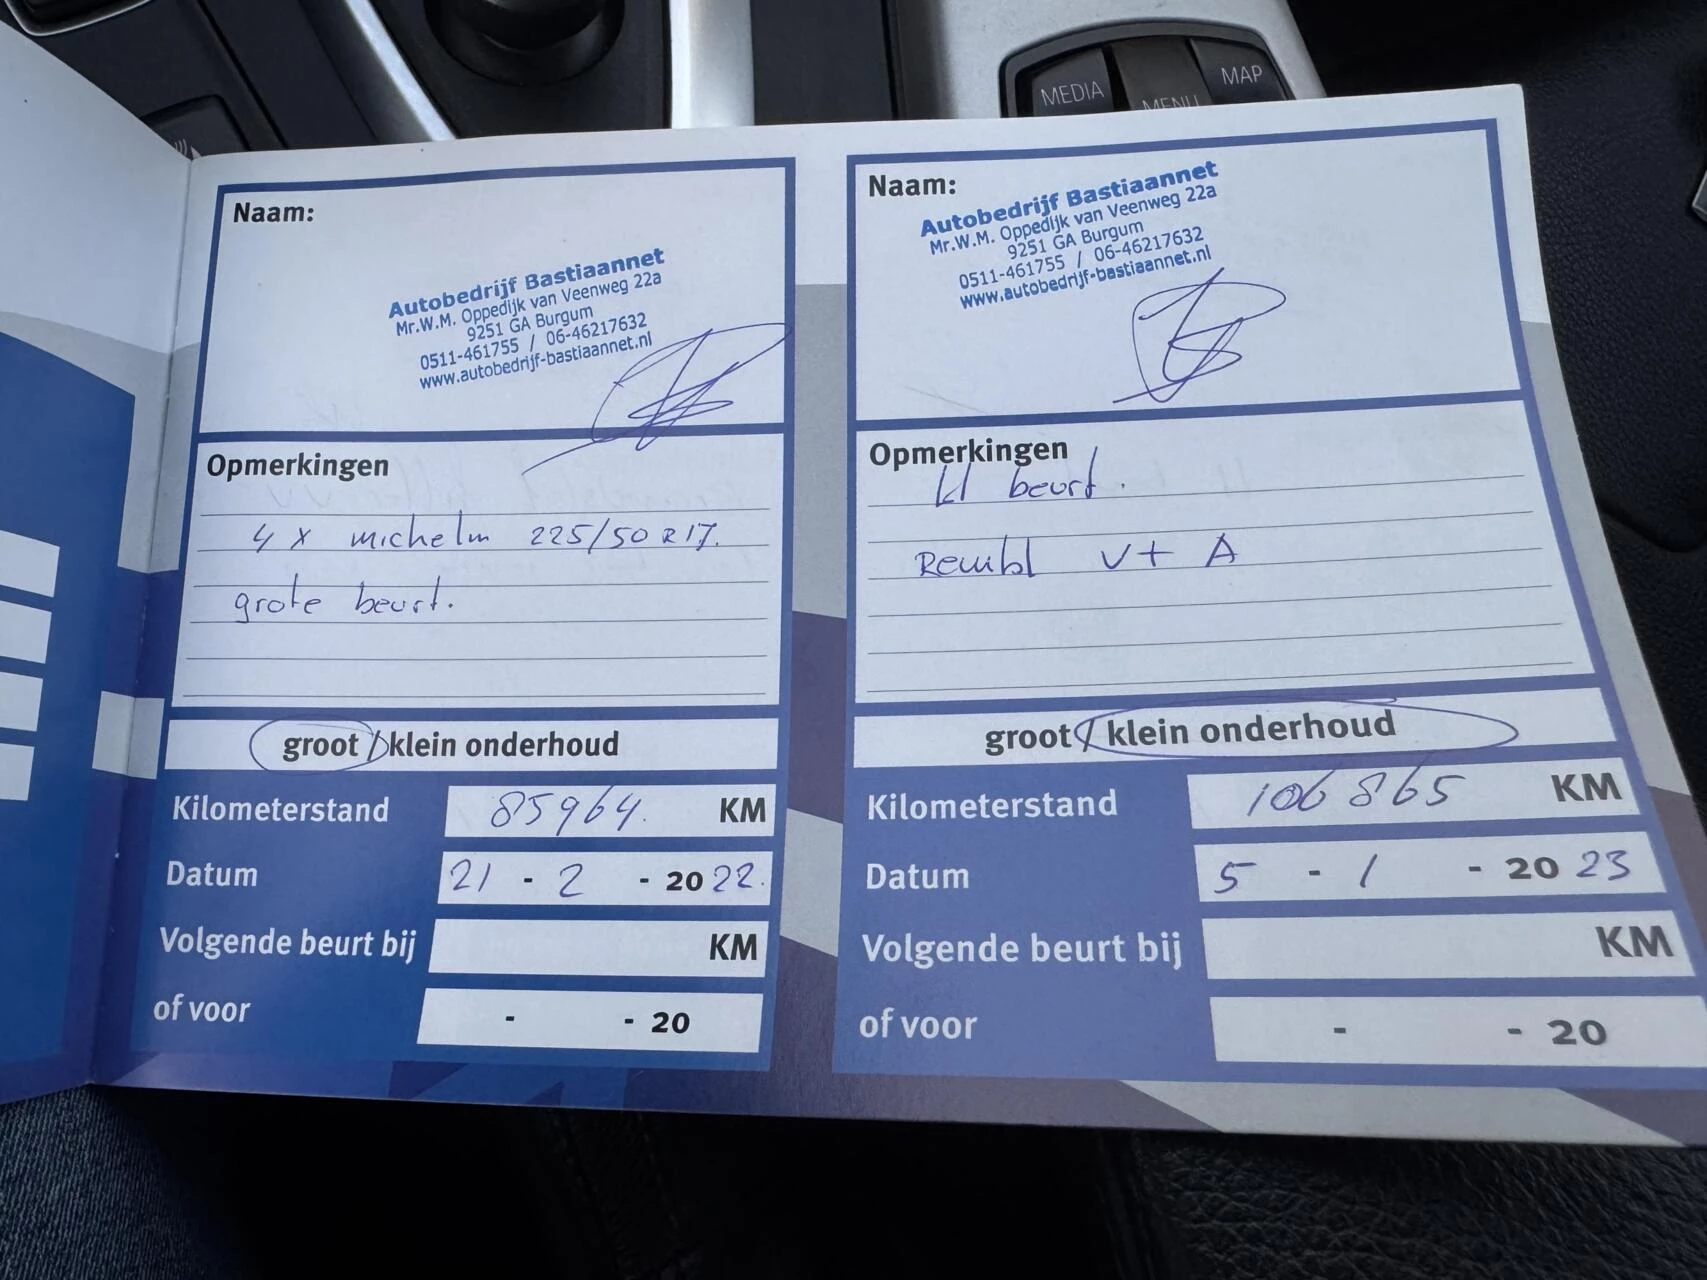 MEDIA
MENU
MAP
Naam:
Autobedrijf Bastiaannet
Mr.W.M. Oppedijk van Veenweg 22a
9251 GA Burgum
0511-461755 / 06-46217632
www.autobedrijf-bastiaannet.nl
Opmerkingen
4 x michelin 225/50 R17.
grote beurt.
groot / klein onderhoud
Kilometerstand 85964. KM
Datum 21 - 2 - 2022.
Volgende beurt bij KM
of voor - - 20
Naam:
Autobedrijf Bastiaannet
Mr.W.M. Oppedijk van Veenweg 22a
9251 GA Burgum
0511-461755 / 06-46217632
www.autobedrijf-bastiaannet.nl
Opmerkingen
kl beurt.
Rembl V + A
groot / klein onderhoud
Kilometerstand 106865 KM
Datum 5 - 1 - 2023
Volgende beurt bij KM
of voor - - 20